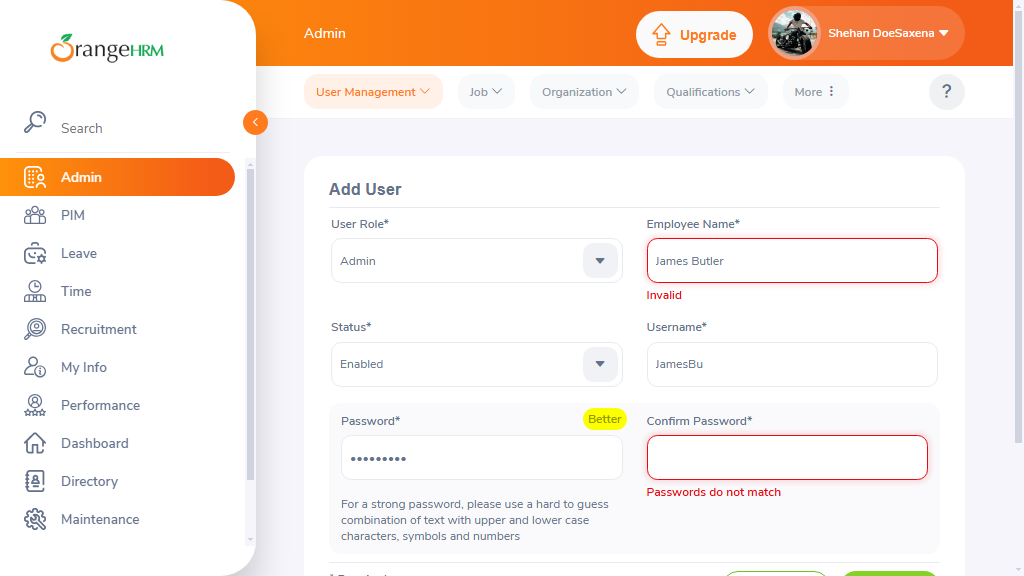 OrangeHRM
Search
Admin
PIM
Leave
Time
Recruitment
My Info
Performance
Dashboard
Directory
Maintenance
Admin
Upgrade
Shehan DoeSaxena
User Management
Job
Organization
Qualifications
More
?
Add User
User Role*
Admin
Employee Name*
James Butler
Invalid
Status*
Enabled
Username*
JamesBu
Password*
Better
For a strong password, please use a hard to guess
combination of text with upper and lower case
characters, symbols and numbers
Confirm Password*
Passwords do not match